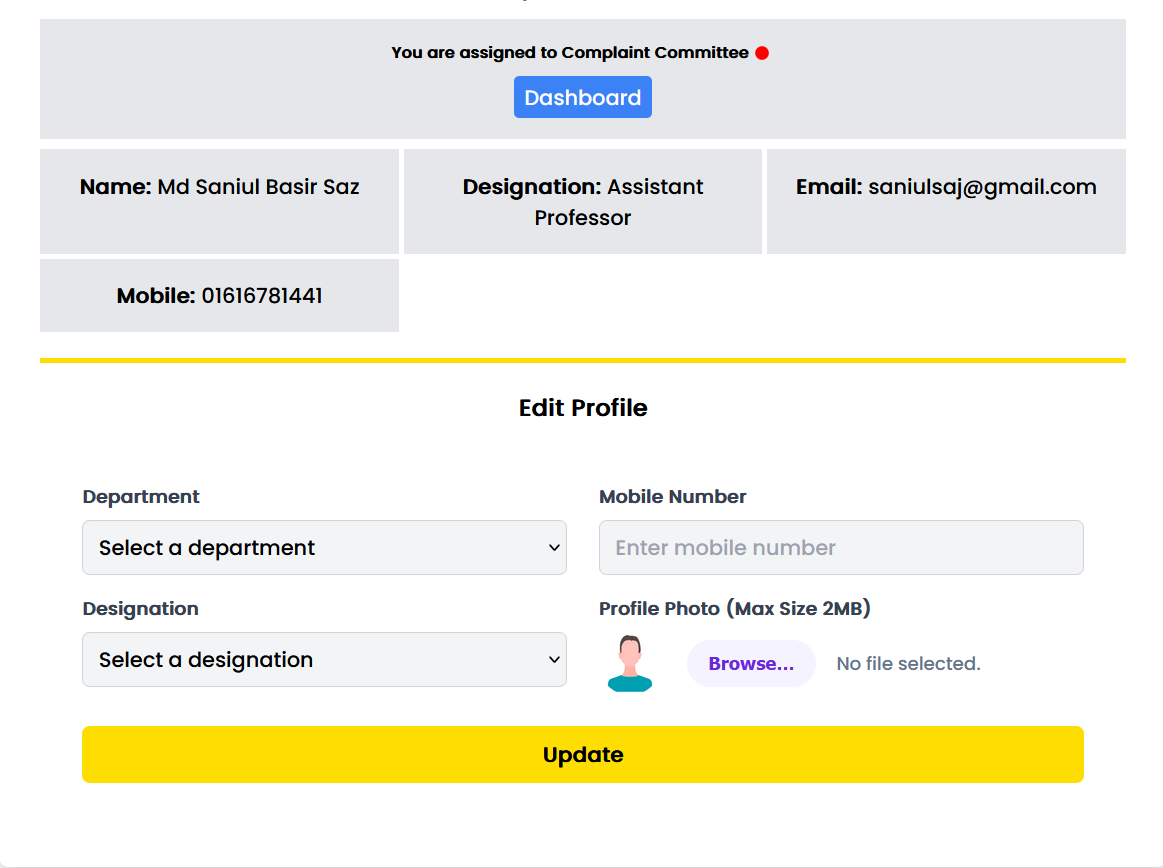 You are assigned to Complaint Committee
Dashboard
Name: Md Saniul Basir Saz
Designation: Assistant
Professor
Email: saniulsaj@gmail.com
Mobile: 01616781441
Edit Profile
Department
Mobile Number
Select a department
Enter mobile number
Designation
Profile Photo (Max Size 2MB)
Select a designation
Browse...
No file selected.
Update